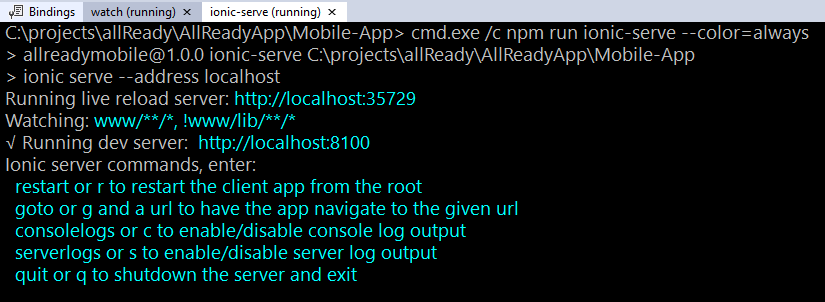 Bindings watch (running) × ionic-serve (running) ×
C:\projects\allReady\AllReadyApp\Mobile-App> cmd.exe /c npm run ionic-serve --color=always
> allreadymobile@1.0.0 ionic-serve C:\projects\allReady\AllReadyApp\Mobile-App
> ionic serve --address localhost
Running live reload server: http://localhost:35729
Watching: www/**/*, !www/lib/**/*
√ Running dev server:  http://localhost:8100
Ionic server commands, enter:
  restart or r to restart the client app from the root
  goto or g and a url to have the app navigate to the given url
  consolelogs or c to enable/disable console log output
  serverlogs or s to enable/disable server log output
  quit or q to shutdown the server and exit